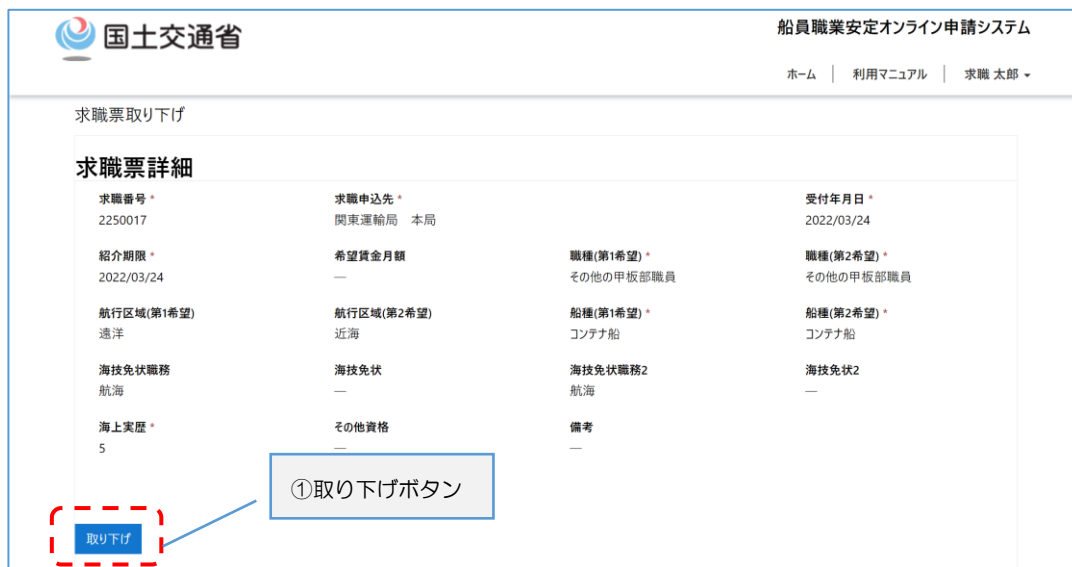 国土交通省
船員職業安定オンライン申請システム
ホーム 利用マニュアル 求職 太郎
求職票取り下げ
求職票詳細
求職番号 * 求職申込先 * 受付年月日 *
2250017 関東運輸局 本局 2022/03/24
紹介期限 * 希望賃金月額 職種(第1希望) * 職種(第2希望) *
2022/03/24 — その他の甲板部職員 その他の甲板部職員
航行区域(第1希望) 航行区域(第2希望) 船種(第1希望) * 船種(第2希望) *
遠洋 近海 コンテナ船 コンテナ船
海技免状職務 海技免状 海技免状職務2 海技免状2
航海 — 航海 —
海上実歴 * その他資格 備考
5 — —
①取り下げボタン
取り下げ